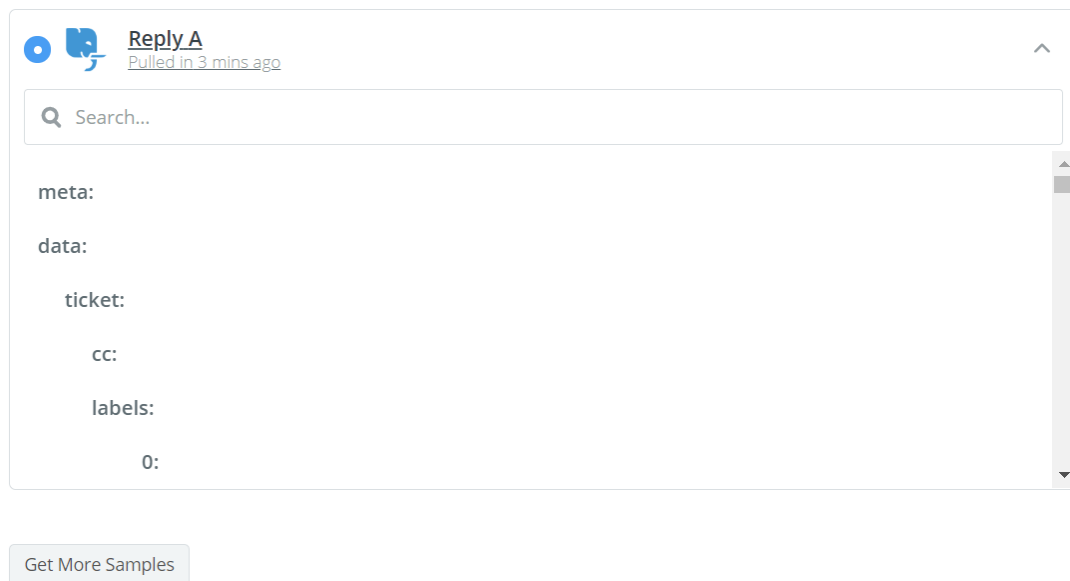 Reply A
Pulled in 3 mins ago
Search...
meta:
data:
ticket:
cc:
labels:
0:
Get More Samples